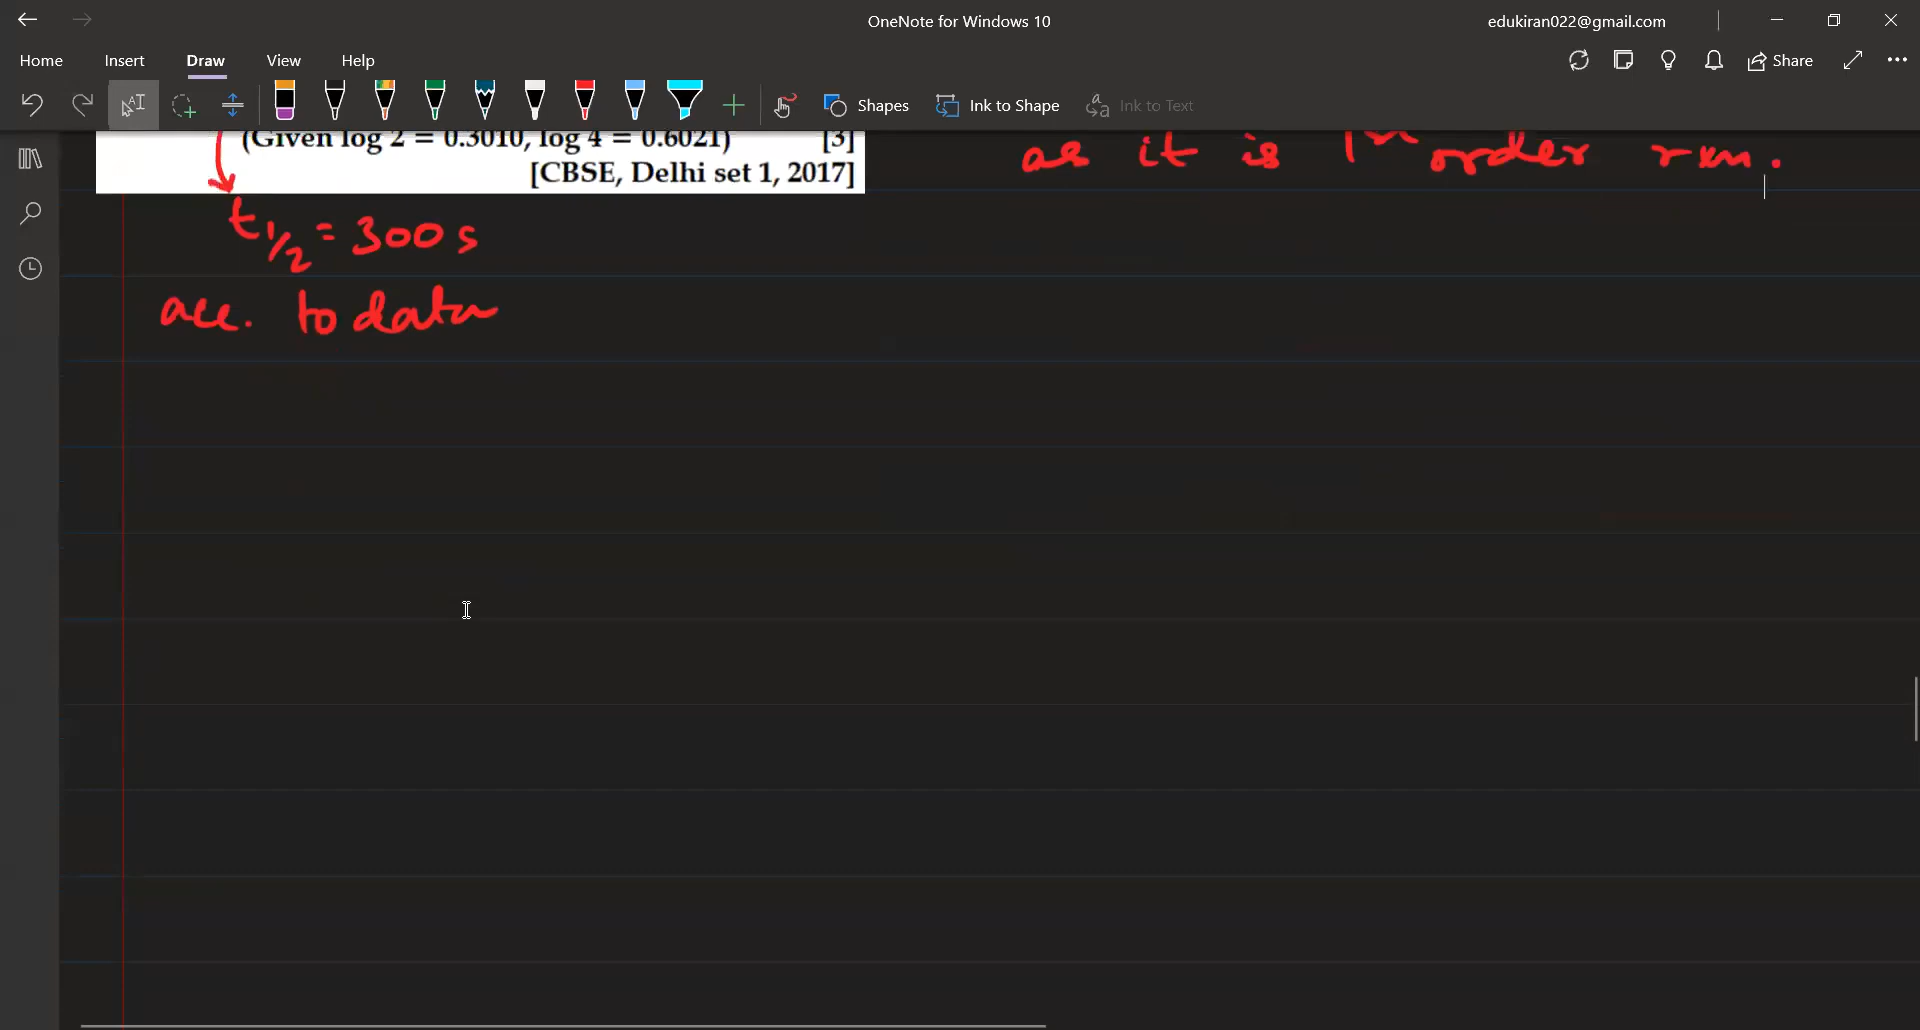 OneNote for Windows 10
edukiran022@gmail.com
Home Insert Draw View Help
Share
Shapes
Ink to Shape
Ink to Text
(Given log 2 = 0.3010, log 4 = 0.6021) [3]
[CBSE, Delhi set 1, 2017]
as it is 1st order rxn.
t1/2 = 300 s
acc. to data